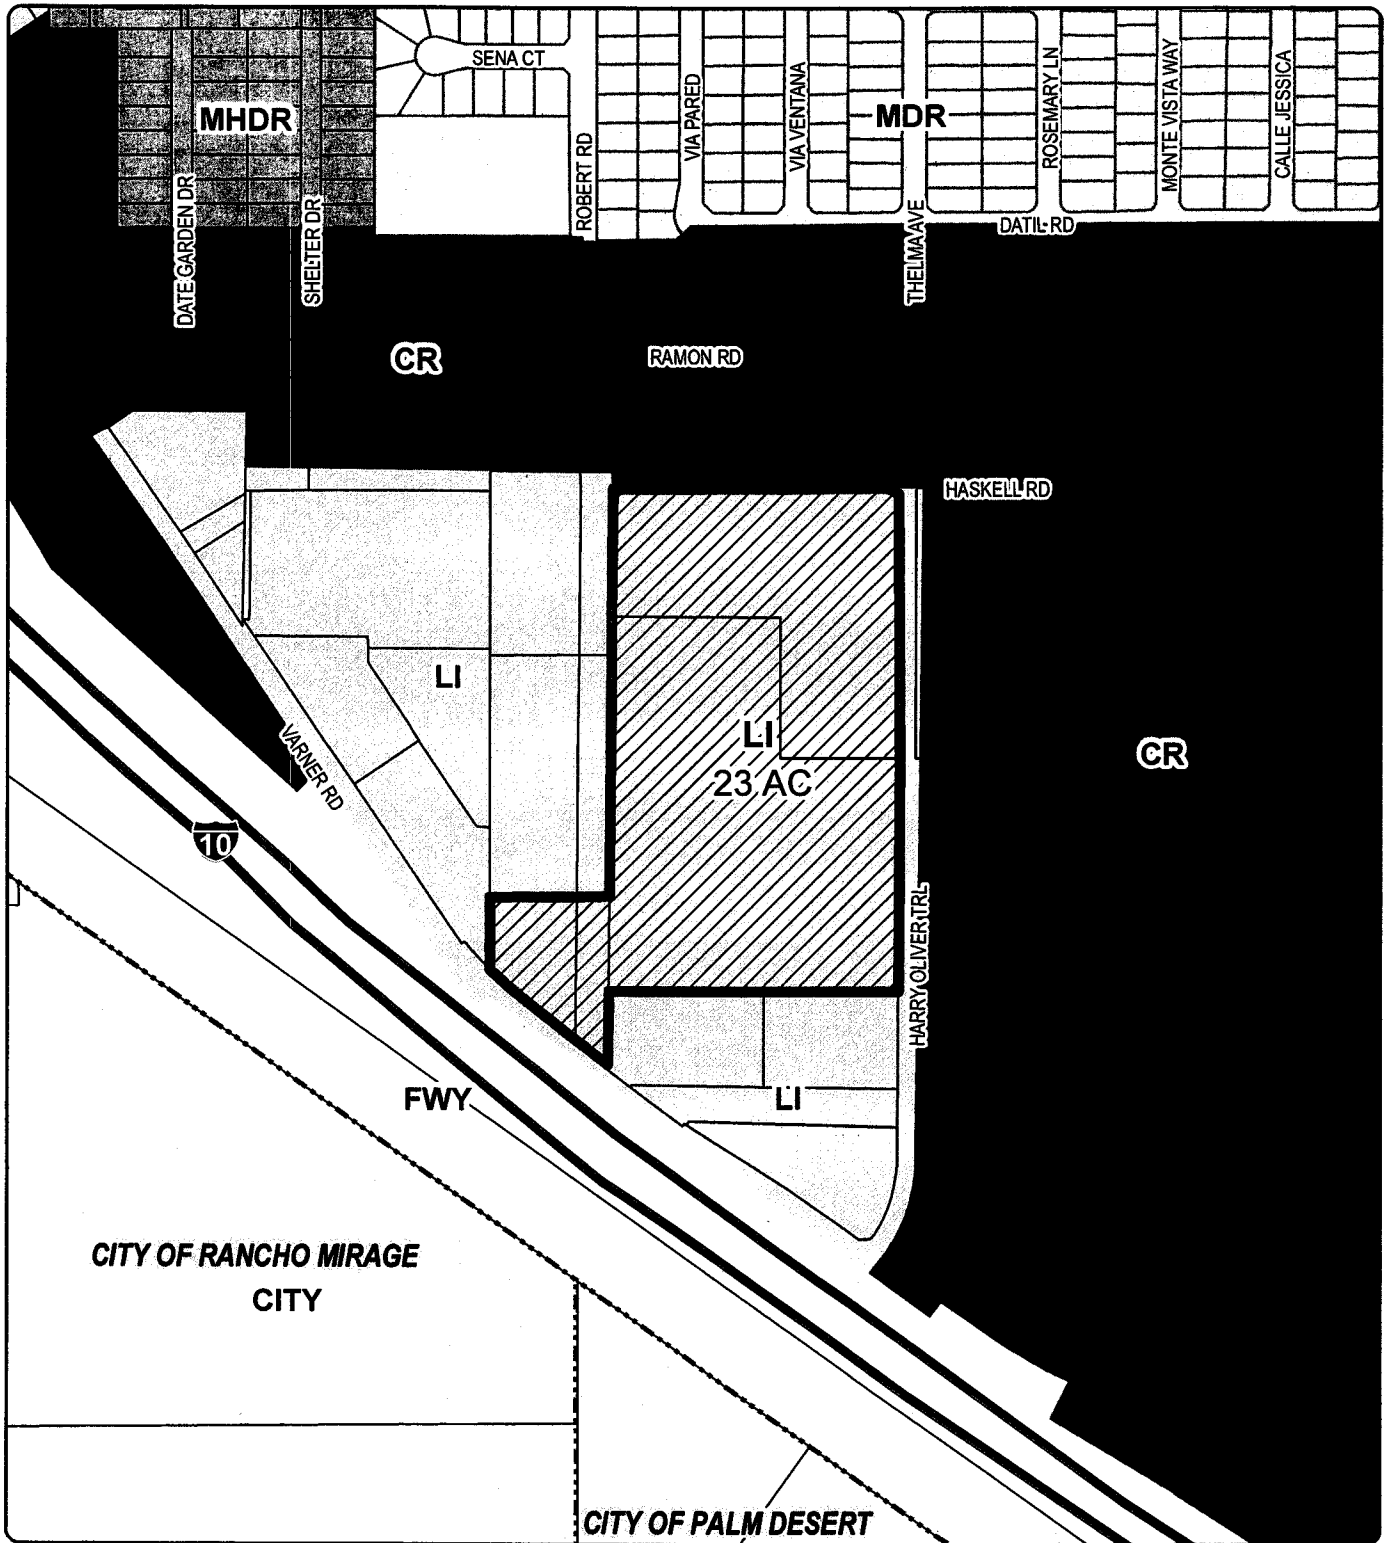 SENA CT
MHDR
MDR
DATE GARDEN DR
SHELTER DR
ROBERT RD
VIA PARED
VIA VENTANA
THELMA AVE
ROSEMARY LN
MONTE VISTA WAY
CALLE JESSICA
DATIL RD
CR
RAMON RD
HASKELL RD
LI
VARNER RD
LI
23 AC
CR
10
HARRY OLIVER TRL
FWY
LI
CITY OF RANCHO MIRAGE
CITY
CITY OF PALM DESERT